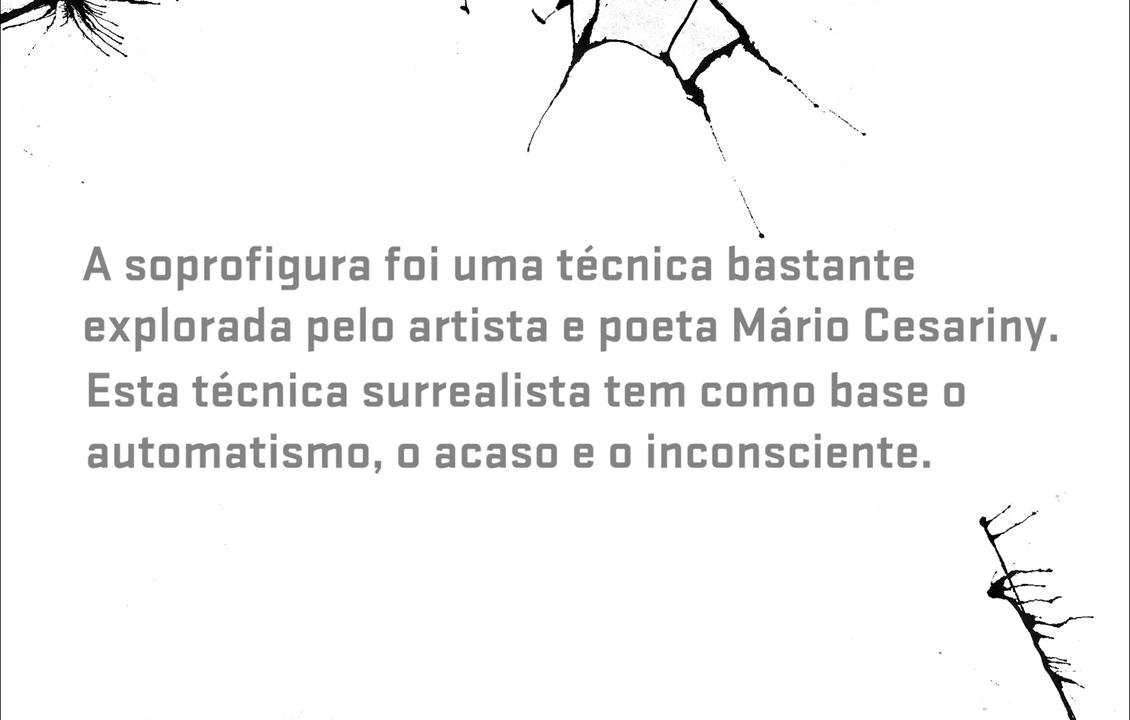 A soprofigura foi uma técnica bastante
explorada pelo artista e poeta Mário Cesariny.
Esta técnica surrealista tem como base o
automatismo, o acaso e o inconsciente.